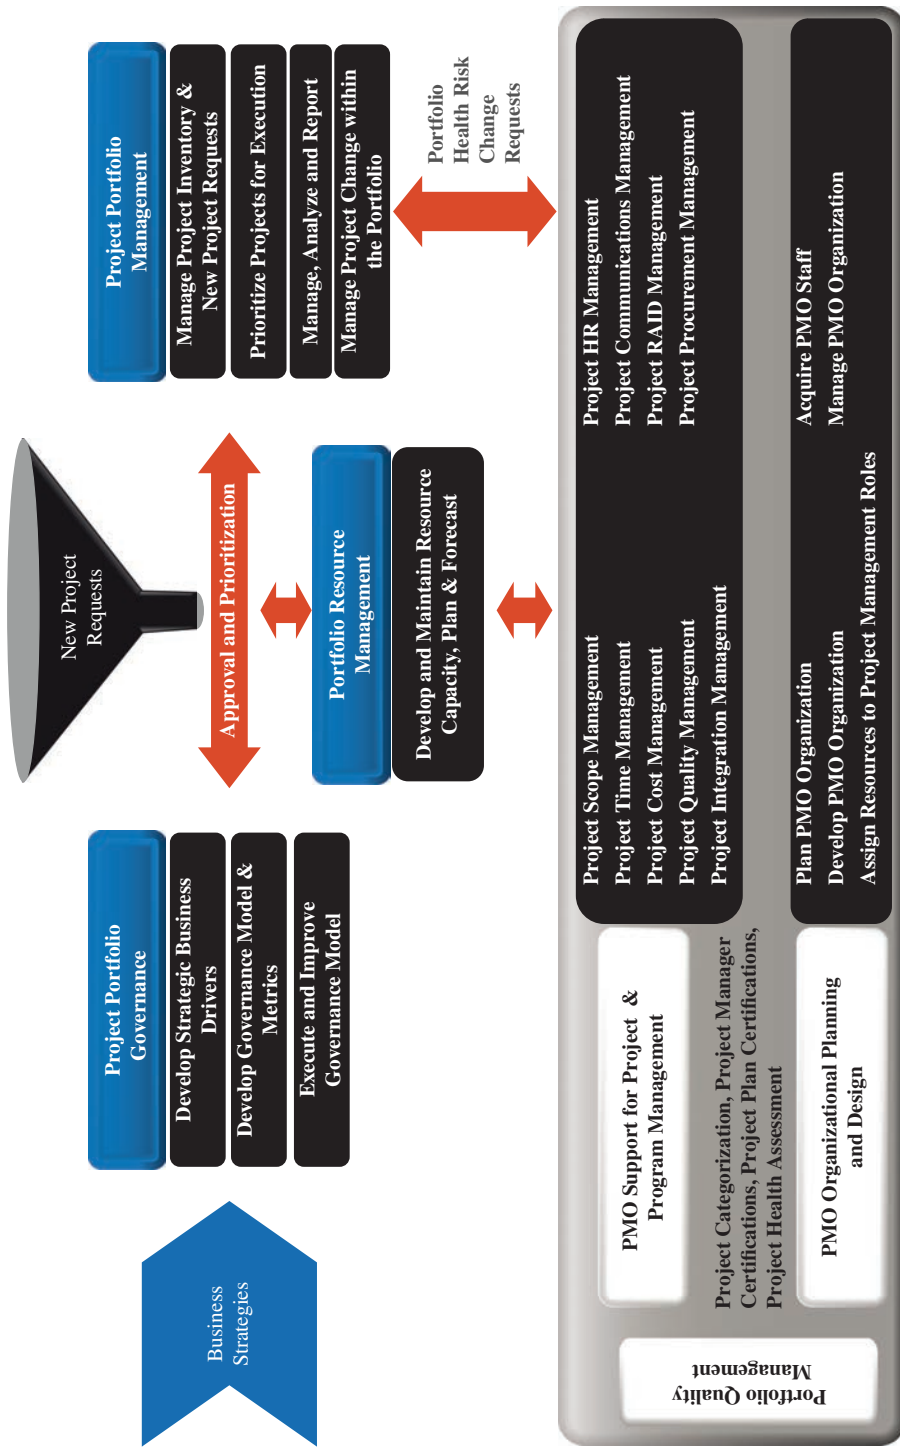 New Project
Requests
Business
Strategies
Project Portfolio
Governance
Develop Strategic Business
Drivers
Develop Governance Model &
Metrics
Execute and Improve
Governance Model
Approval and Prioritization
Portfolio Resource
Management
Develop and Maintain Resource
Capacity, Plan & Forecast
Project Portfolio
Management
Manage Project Inventory &
New Project Requests
Prioritize Projects for Execution
Manage, Analyze and Report
Manage Project Change within
the Portfolio
Portfolio
Health Risk
Change
Requests
Portfolio Quality
Management
PMO Support for Project &
Program Management
Project Scope Management
Project Time Management
Project Cost Management
Project Quality Management
Project Integration Management
Project HR Management
Project Communications Management
Project RAID Management
Project Procurement Management
Project Categorization, Project Manager
Certifications, Project Plan Certifications,
Project Health Assessment
PMO Organizational Planning
and Design
Plan PMO Organization
Develop PMO Organization
Assign Resources to Project Management Roles
Acquire PMO Staff
Manage PMO Organization